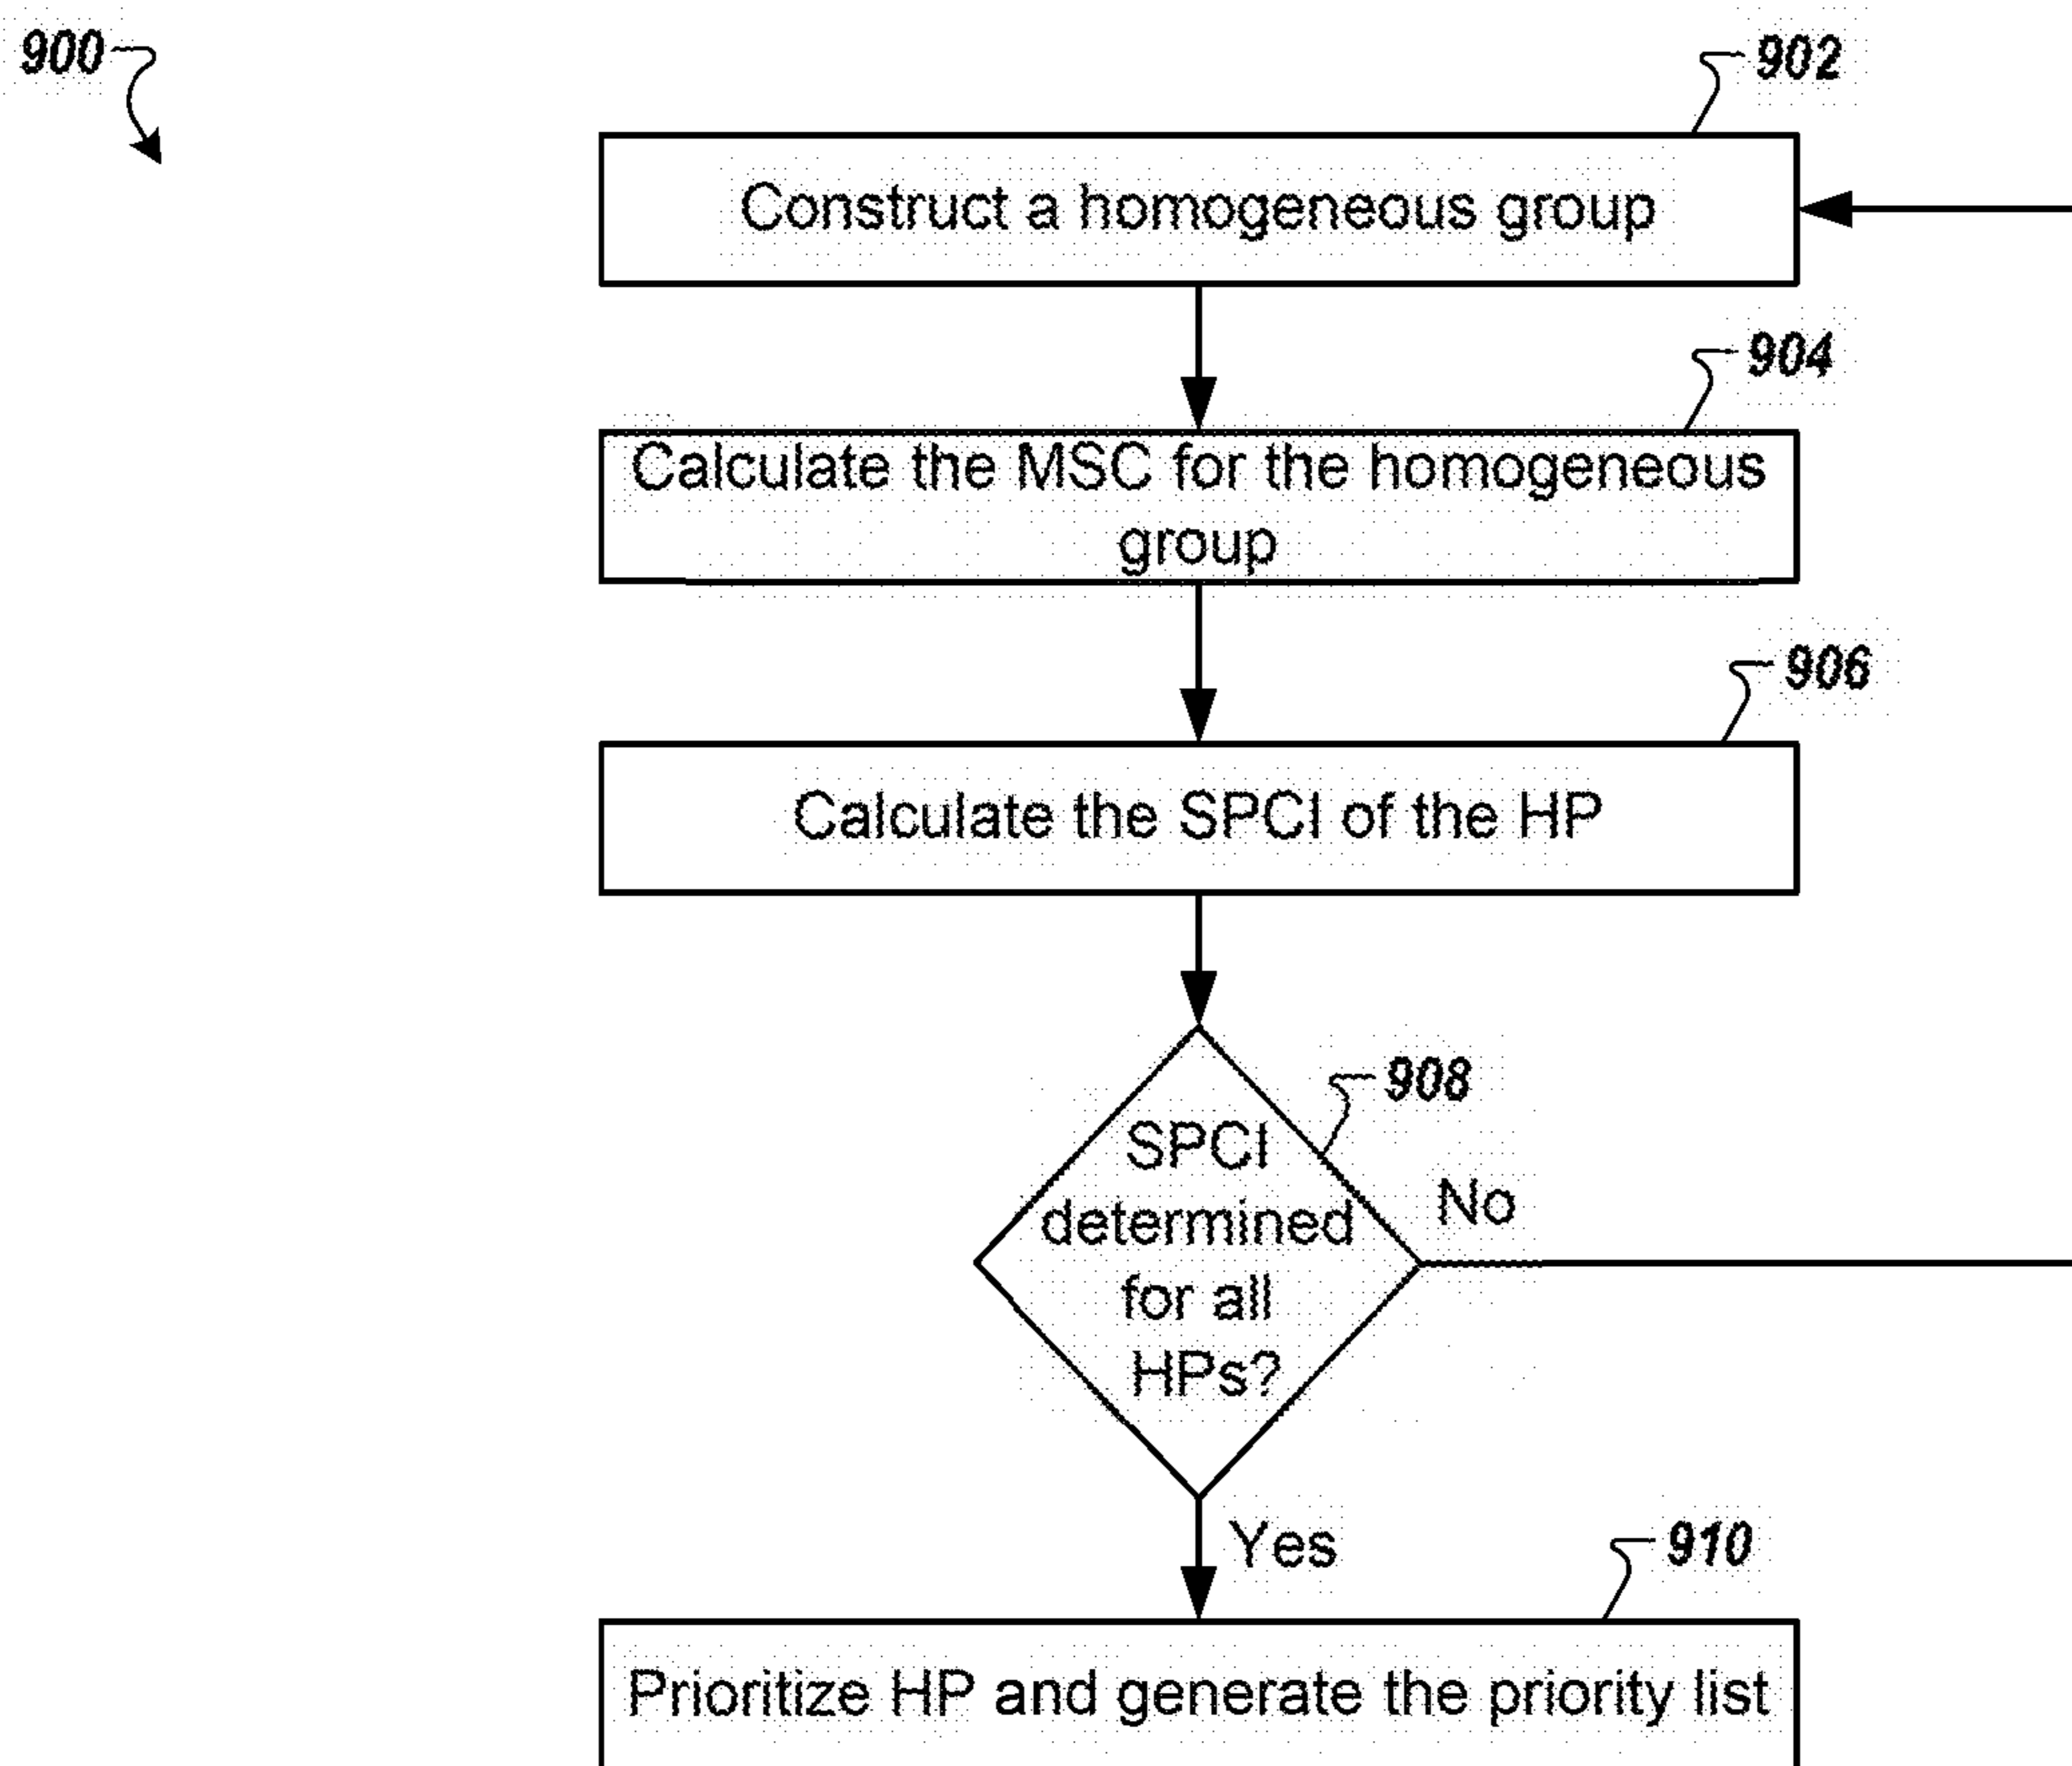 900
902
Construct a homogeneous group
904
Calculate the MSC for the homogeneous
group
906
Calculate the SPCI of the HP
908
SPCI
determined
for all
HPs?
No
Yes
910
Prioritize HP and generate the priority list